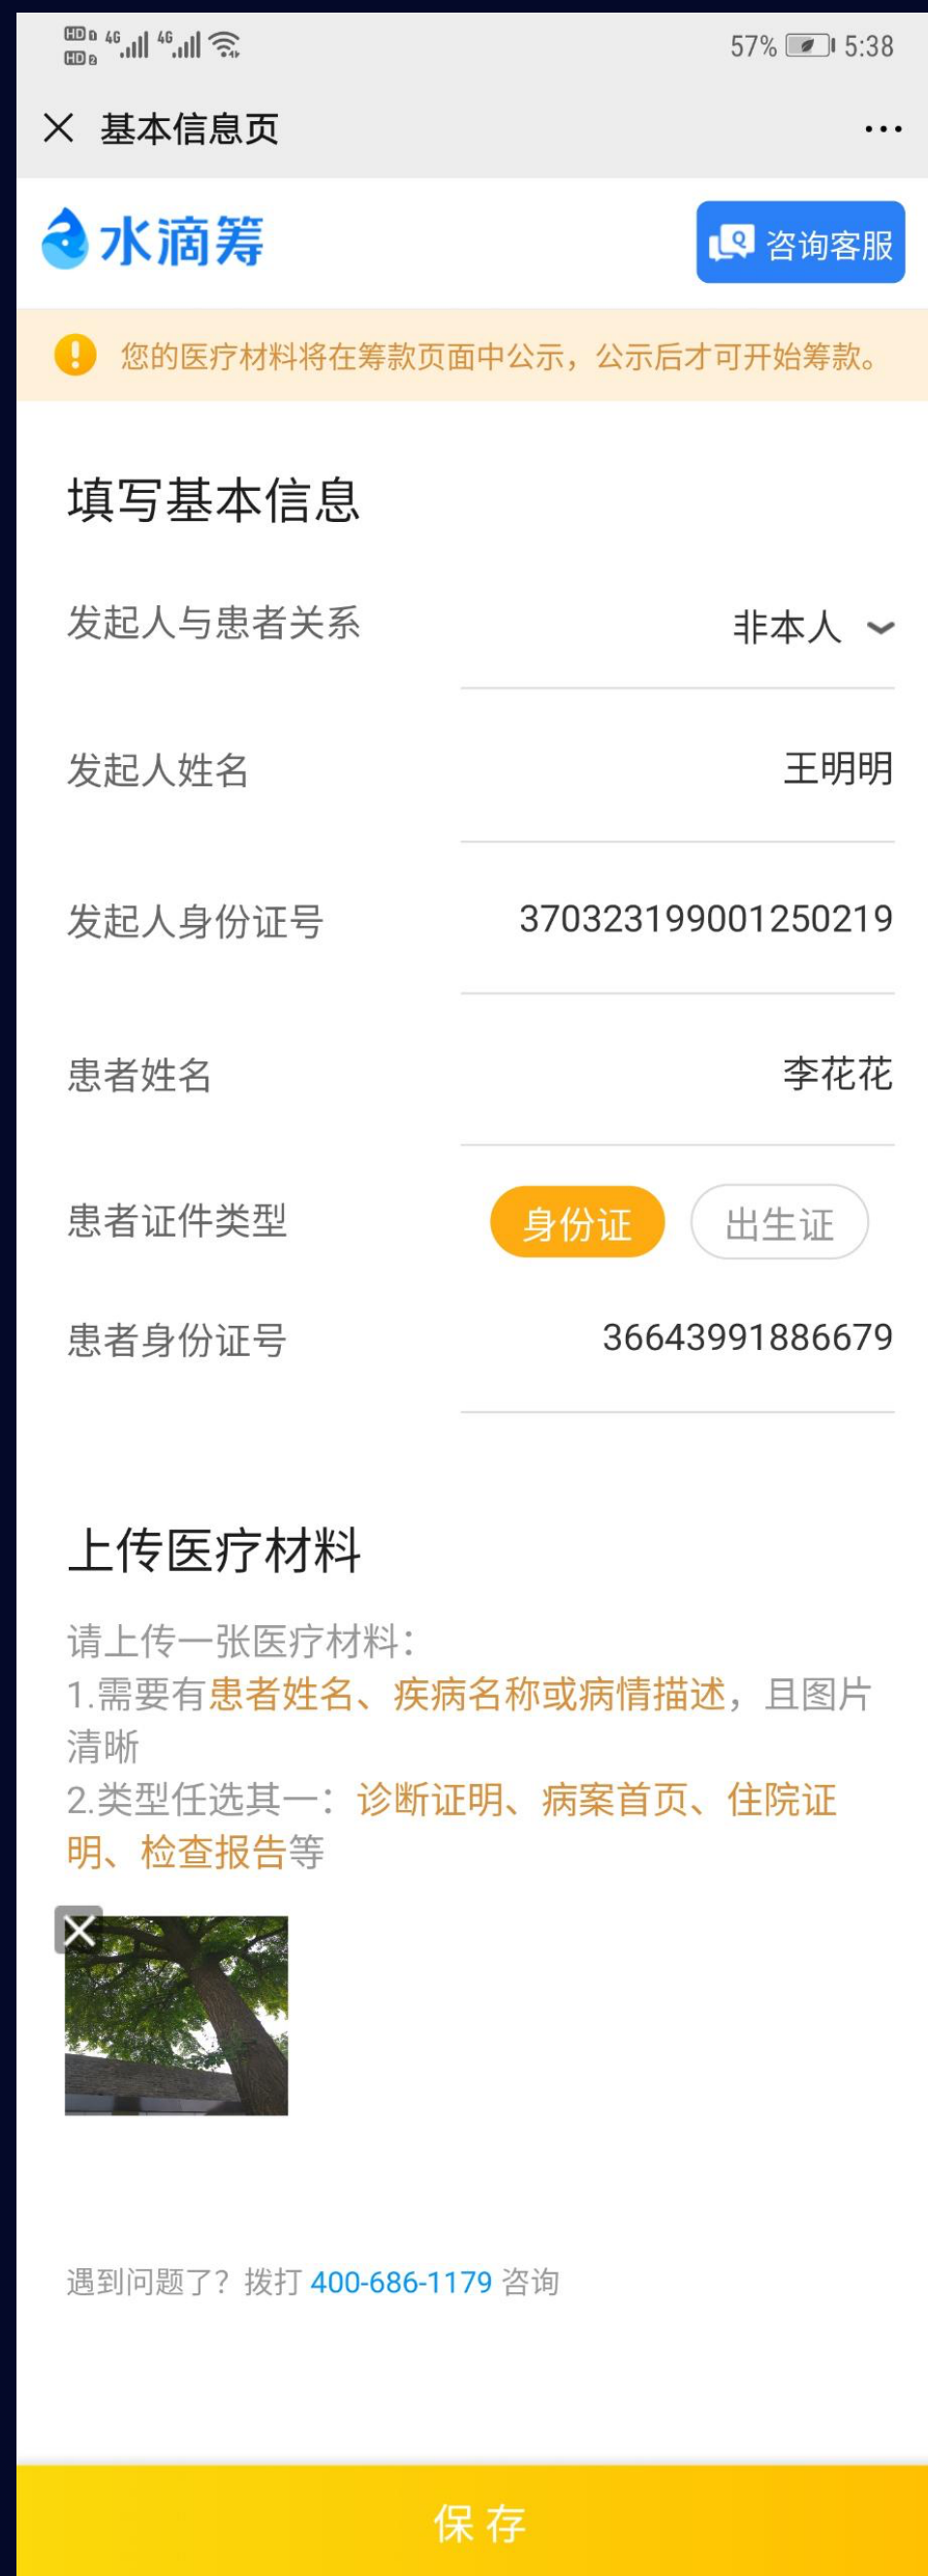 HD 1 4G 4G
HD 2
57% 5:38
基本信息页
水滴筹
咨询客服
您的医疗材料将在筹款页面中公示，公示后才可开始筹款。
填写基本信息
发起人与患者关系 非本人
发起人姓名 王明明
发起人身份证号 370323199001250219
患者姓名 李花花
患者证件类型 身份证 出生证
患者身份证号 36643991886679
上传医疗材料
请上传一张医疗材料：
1.需要有患者姓名、疾病名称或病情描述，且图片
清晰
2.类型任选其一：诊断证明、病案首页、住院证
明、检查报告等
遇到问题了？拨打 400-686-1179 咨询
保存